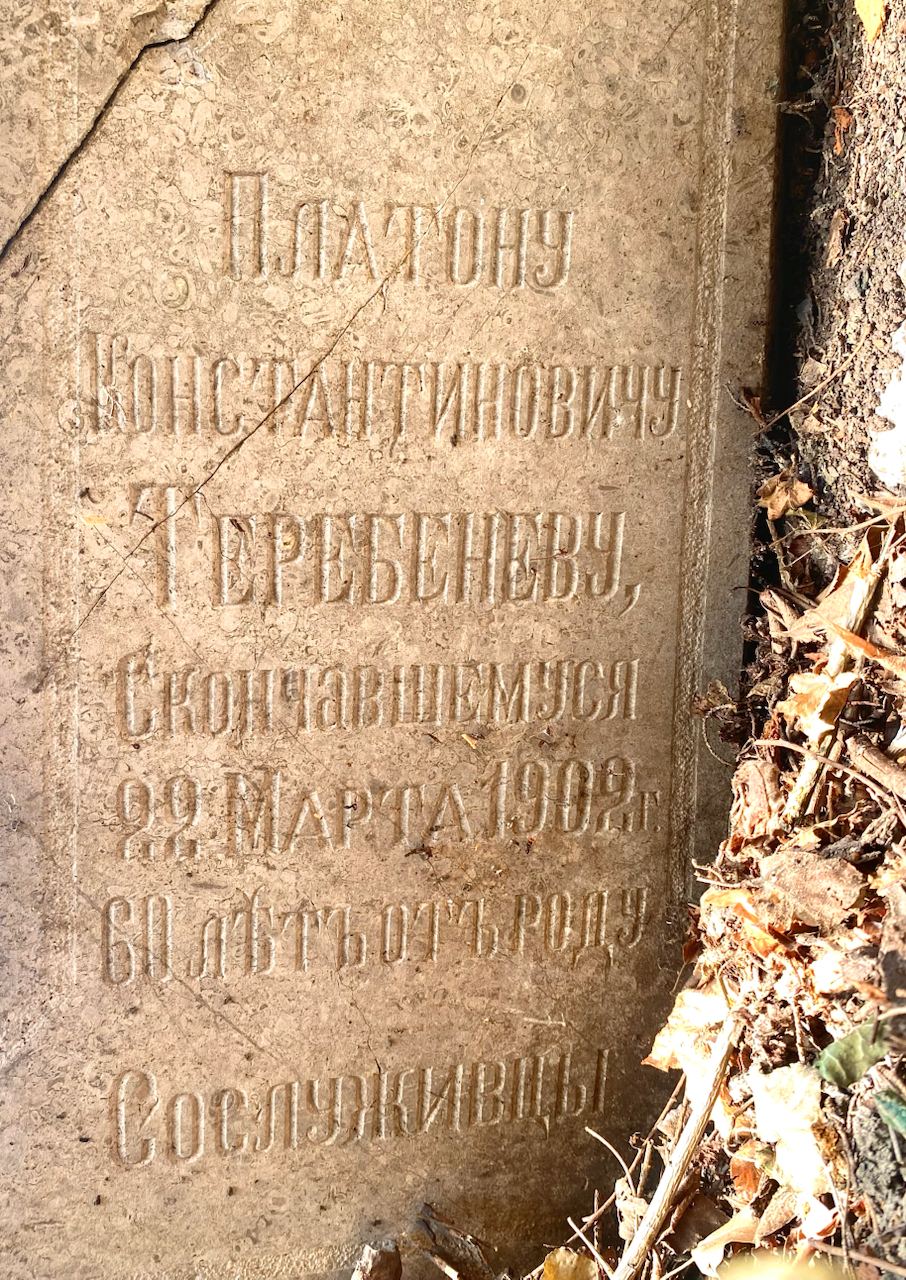 Платону
Константиновичу
Теребеневу,
Скончавшемуся
22 Марта 1902 г.
60 лѣтъ отъ роду
Сослуживцы